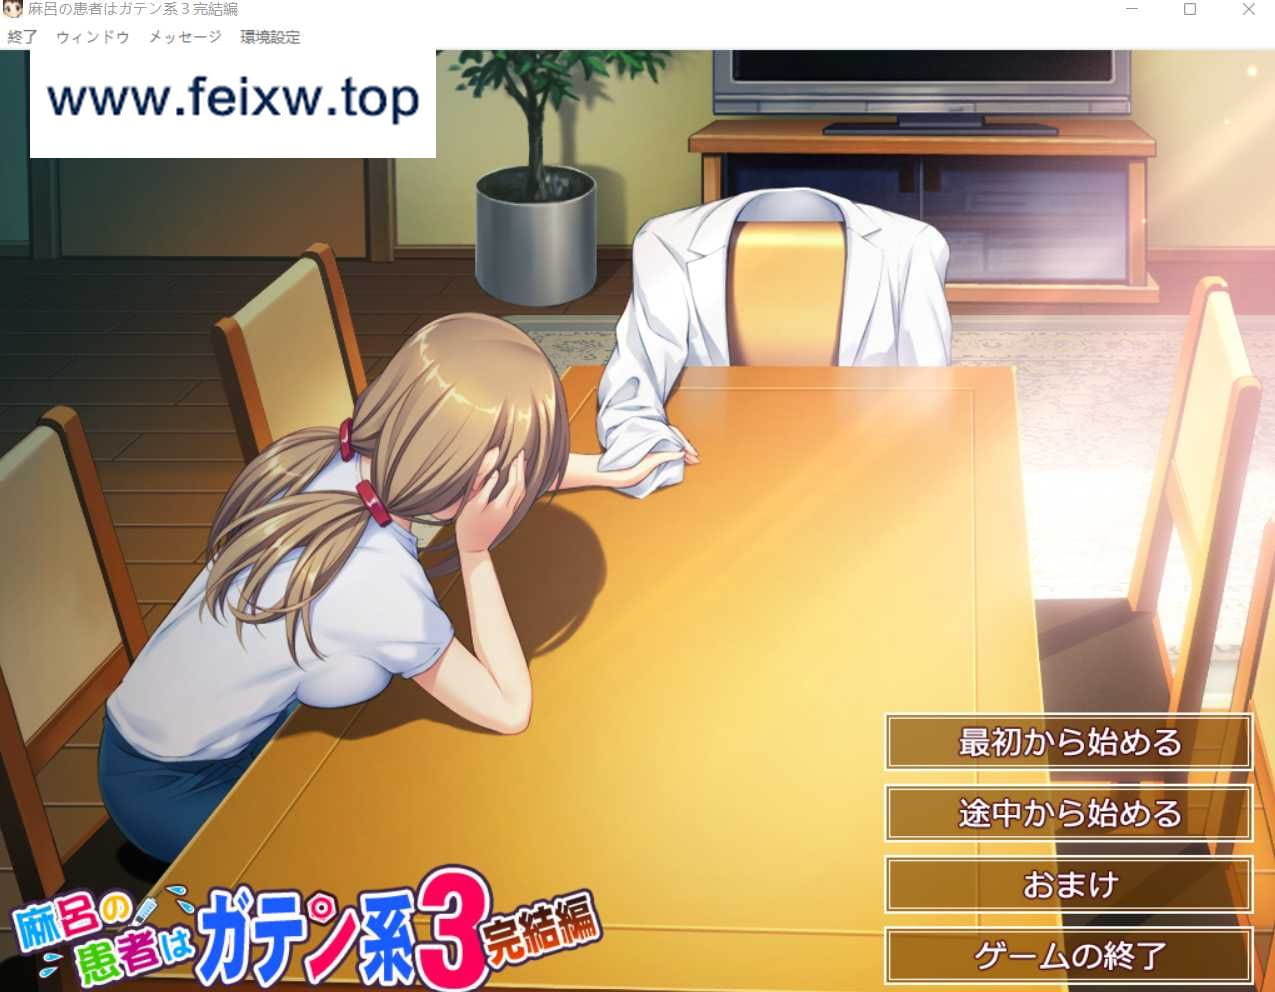 麻呂の患者はガテン系３完結編
終了 ウィンドウ メッセージ 環境設定
www.feixw.top
最初から始める
途中から始める
おまけ
ゲームの終了
麻呂の
患者は
ガテン系3完結編